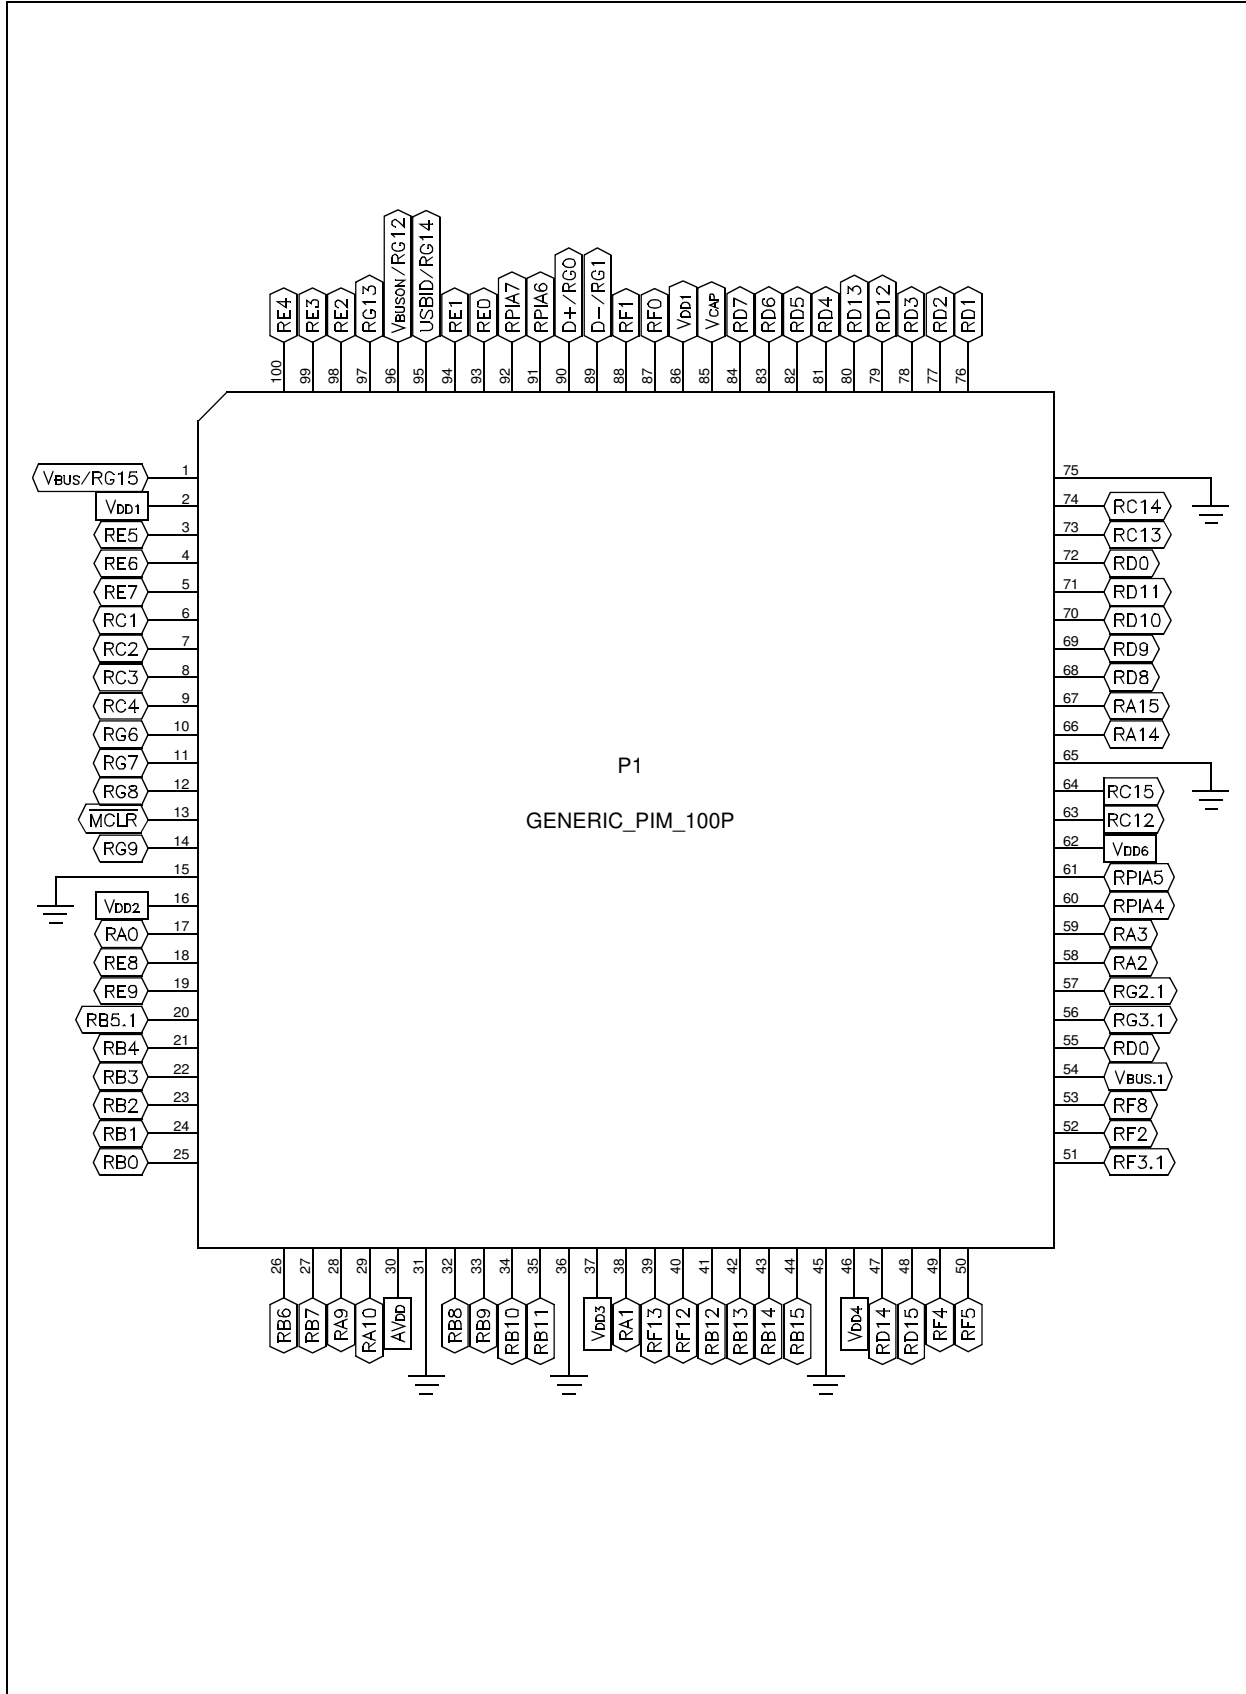 RE4
RE3
RE2
RG13
VBUSON/RG12
USBID/RG14
RE1
RE0
RPIA7
RPIA6
D+/RG0
D-/RG1
RF1
RF0
VDD1
VCAP
RD7
RD6
RD5
RD4
RD13
RD12
RD3
RD2
RD1
100
99
98
97
96
95
94
93
92
91
90
89
88
87
86
85
84
83
82
81
80
79
78
77
76
VBUS/RG15 1
VDD1 2
RE5 3
RE6 4
RE7 5
RC1 6
RC2 7
RC3 8
RC4 9
RG6 10
RG7 11
RG8 12
MCLR 13
RG9 14
15
VDD2 16
RA0 17
RE8 18
RE9 19
RB5.1 20
RB4 21
RB3 22
RB2 23
RB1 24
RB0 25
P1
GENERIC_PIM_100P
75
74 RC14
73 RC13
72 RD0
71 RD11
70 RD10
69 RD9
68 RD8
67 RA15
66 RA14
65
64 RC15
63 RC12
62 VDD6
61 RPIA5
60 RPIA4
59 RA3
58 RA2
57 RG2.1
56 RG3.1
55 RD0
54 VBUS.1
53 RF8
52 RF2
51 RF3.1
26
27
28
29
30
31
32
33
34
35
36
37
38
39
40
41
42
43
44
45
46
47
48
49
50
RB6
RB7
RA9
RA10
AVDD
RB8
RB9
RB10
RB11
VDD3
RA1
RF13
RF12
RB12
RB13
RB14
RB15
VDD4
RD14
RD15
RF4
RF5